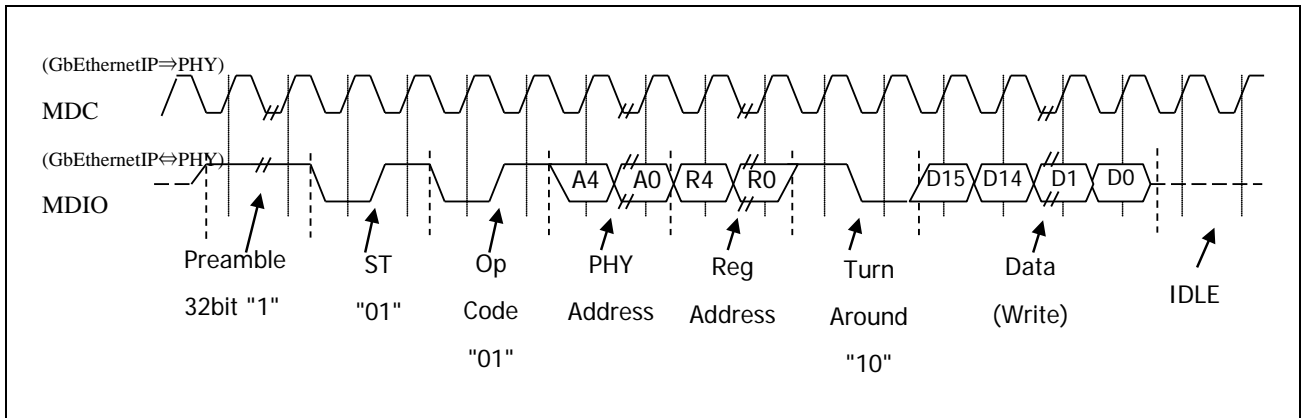 (GbEthernetIP⇒PHY)
MDC
(GbEthernetIP⇔PHY)
MDIO
A4 A0 R4 R0 D15 D14 D1 D0
Preamble
32bit "1"
ST
"01"
Op
Code
"01"
PHY
Address
Reg
Address
Turn
Around
"10"
Data
(Write)
IDLE